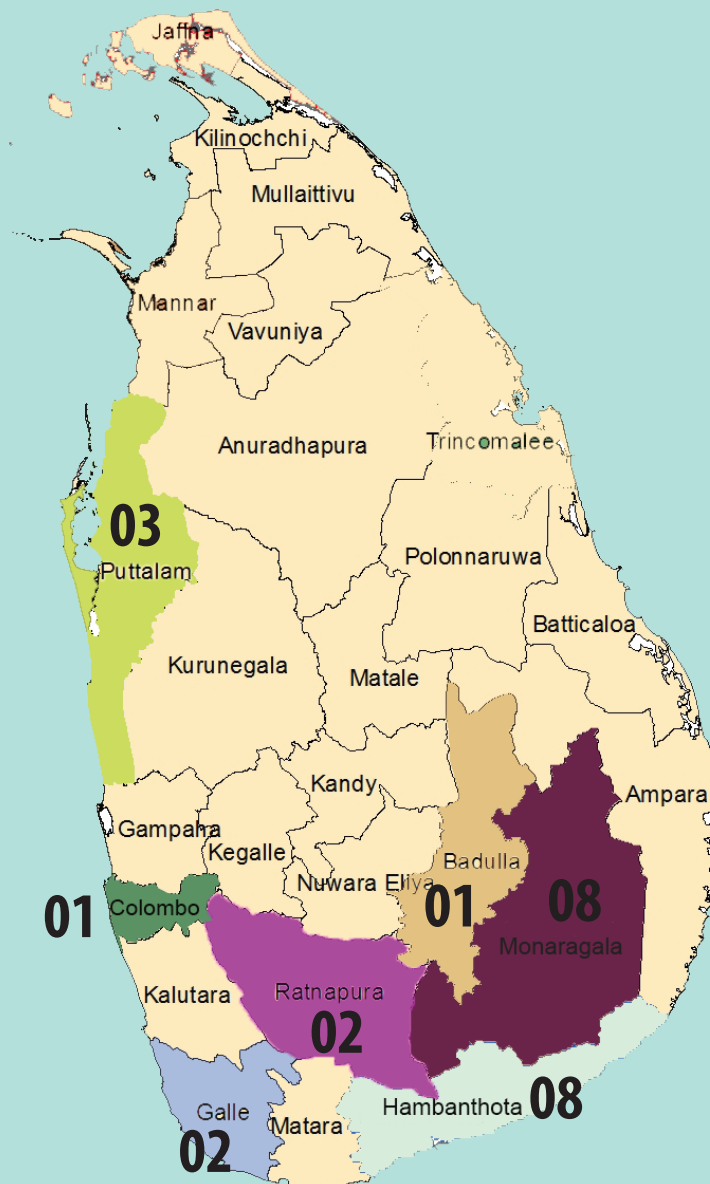 Jaffna
Kilinochchi
Mullaittivu
Mannar
Vavuniya
Anuradhapura
Trincomalee
03
Puttalam
Polonnaruwa
Batticaloa
Kurunegala
Matale
Kandy
Ampara
Gampaha
Kegalle
Badulla
Nuwara Eliya
01
08
01
Colombo
Monaragala
Kalutara
Ratnapura
02
Hambanthota 08
Galle
Matara
02